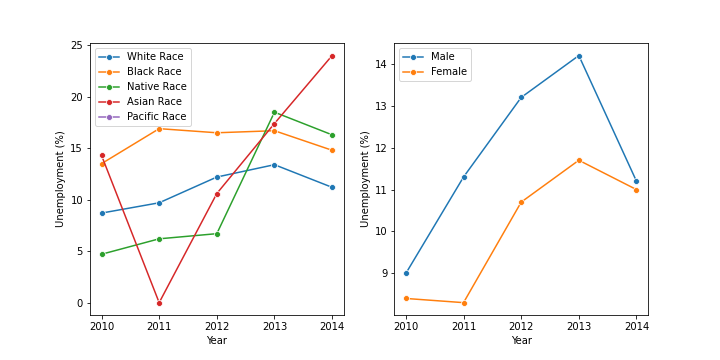 25
20
15
10
5
0
Unemployment (%)
White Race
Black Race
Native Race
Asian Race
Pacific Race
2010 2011 2012 2013 2014
Year
14
13
12
11
10
9
Unemployment (%)
Male
Female
2010 2011 2012 2013 2014
Year